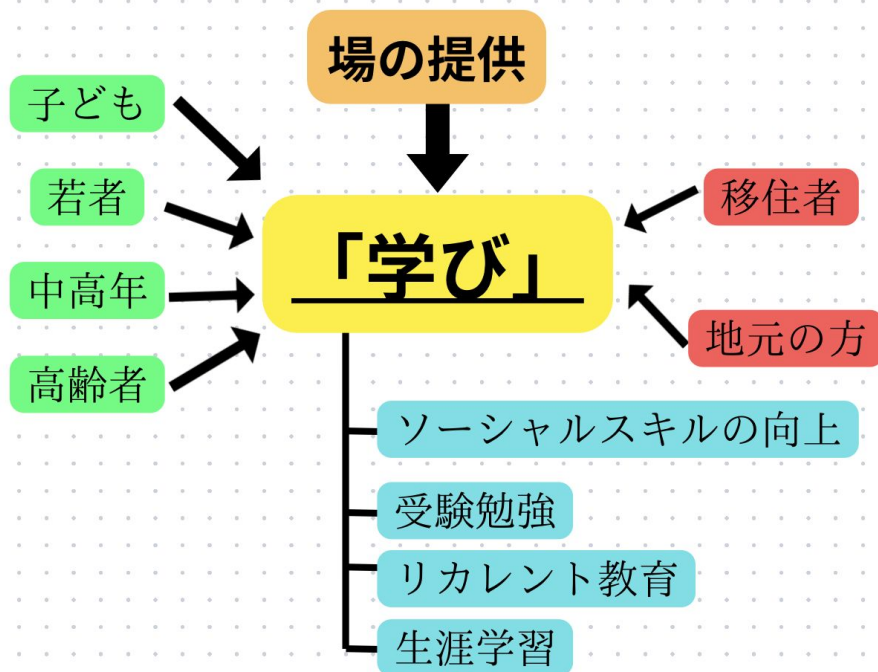 場の提供
子ども
若者
中高年
高齢者
「学び」
移住者
地元の方
ソーシャルスキルの向上
受験勉強
リカレント教育
生涯学習